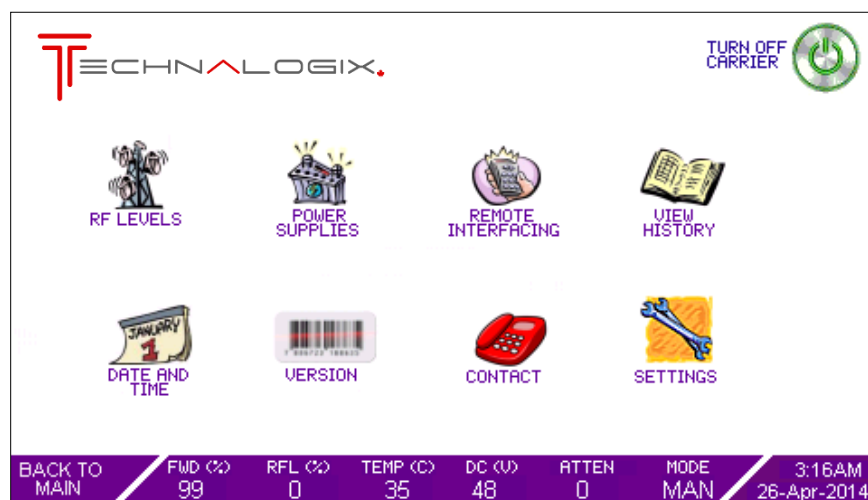 TECHNALOGIX.
TURN OFF
CARRIER
RF LEVELS
POWER
SUPPLIES
REMOTE
INTERFACING
VIEW
HISTORY
JANUARY
1
DATE AND
TIME
VERSION
CONTACT
SETTINGS
BACK TO
MAIN
FWD (%)
99
RFL (%)
0
TEMP (C)
35
DC (V)
48
ATTEN
0
MODE
MAN
3:16AM
26-Apr-2014